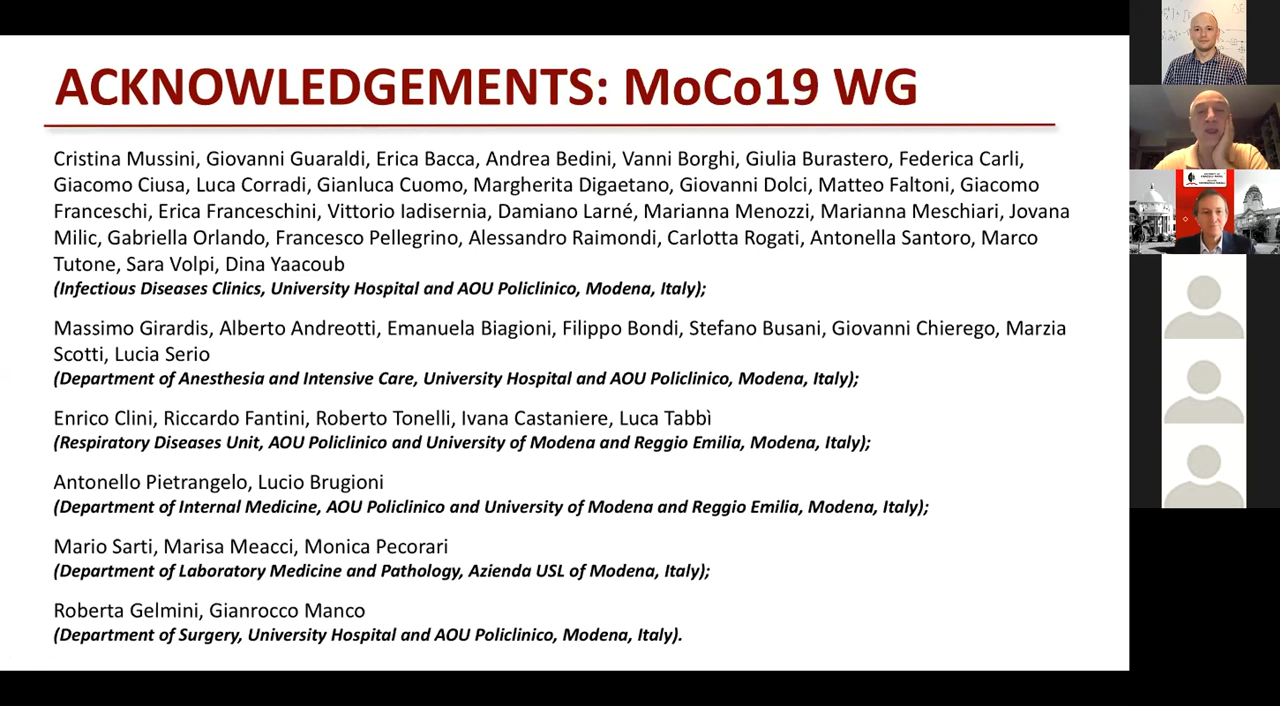 ACKNOWLEDGEMENTS: MoCo19 WG
Cristina Mussini, Giovanni Guaraldi, Erica Bacca, Andrea Bedini, Vanni Borghi, Giulia Burastero, Federica Carli,
Giacomo Ciusa, Luca Corradi, Gianluca Cuomo, Margherita Digaetano, Giovanni Dolci, Matteo Faltoni, Giacomo
Franceschi, Erica Franceschini, Vittorio Iadisernia, Damiano Larné, Marianna Menozzi, Marianna Meschiari, Jovana
Milic, Gabriella Orlando, Francesco Pellegrino, Alessandro Raimondi, Carlotta Rogati, Antonella Santoro, Marco
Tutone, Sara Volpi, Dina Yaacoub
(Infectious Diseases Clinics, University Hospital and AOU Policlinico, Modena, Italy);
Massimo Girardis, Alberto Andreotti, Emanuela Biagioni, Filippo Bondi, Stefano Busani, Giovanni Chierego, Marzia
Scotti, Lucia Serio
(Department of Anesthesia and Intensive Care, University Hospital and AOU Policlinico, Modena, Italy);
Enrico Clini, Riccardo Fantini, Roberto Tonelli, Ivana Castaniere, Luca Tabbì
(Respiratory Diseases Unit, AOU Policlinico and University of Modena and Reggio Emilia, Modena, Italy);
Antonello Pietrangelo, Lucio Brugioni
(Department of Internal Medicine, AOU Policlinico and University of Modena and Reggio Emilia, Modena, Italy);
Mario Sarti, Marisa Meacci, Monica Pecorari
(Department of Laboratory Medicine and Pathology, Azienda USL of Modena, Italy);
Roberta Gelmini, Gianrocco Manco
(Department of Surgery, University Hospital and AOU Policlinico, Modena, Italy).